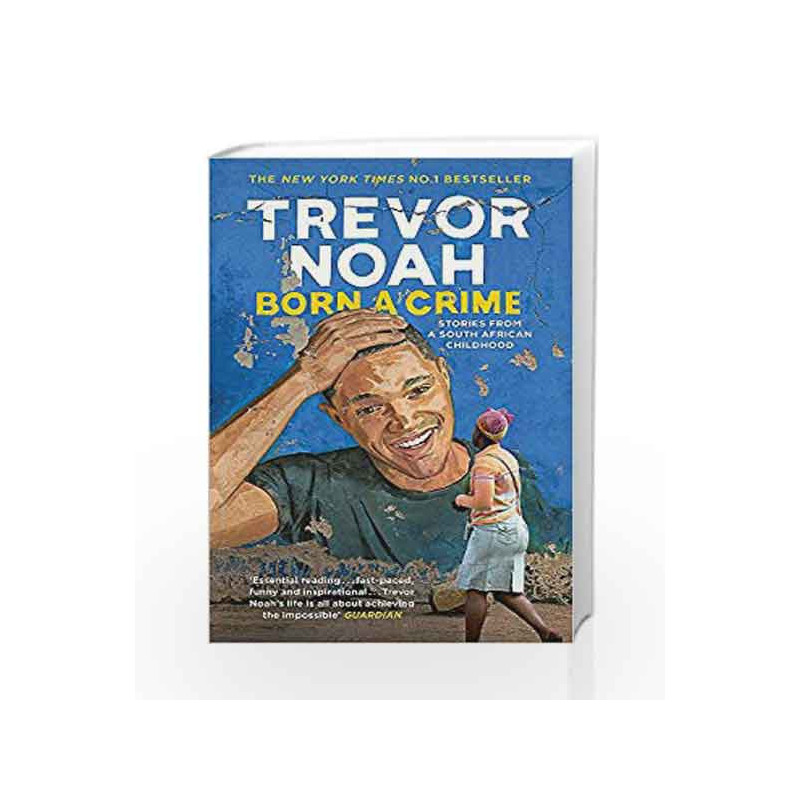 THE NEW YORK TIMES NO.1 BESTSELLER
TREVOR
NOAH
BORN A CRIME
STORIES FROM
A SOUTH AFRICAN
CHILDHOOD
'Essential reading...fast-paced,
funny and inspirational...Trevor
Noah's life is all about achieving
the impossible' GUARDIAN